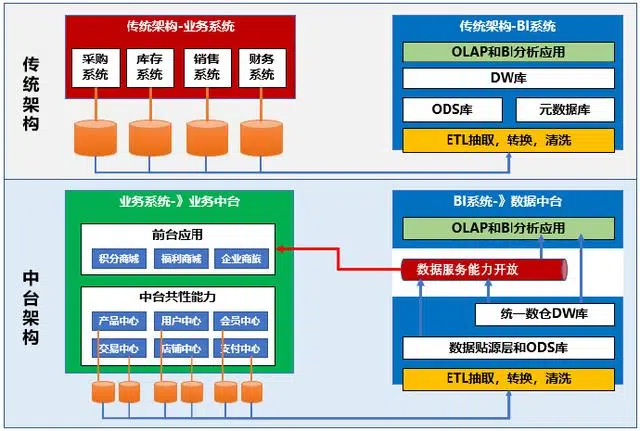 传统架构
传统架构-业务系统
采购系统
库存系统
销售系统
财务系统
传统架构-BI系统
OLAP和BI分析应用
DW库
ODS库
元数据库
ETL抽取，转换，清洗
中台架构
业务系统-》业务中台
前台应用
积分商城
福利商城
企业商旅
中台共性能力
产品中心
用户中心
会员中心
交易中心
店铺中心
支付中心
BI系统-》数据中台
OLAP和BI分析应用
数据服务能力开放
统一数仓DW库
数据贴源层和ODS库
ETL抽取，转换，清洗